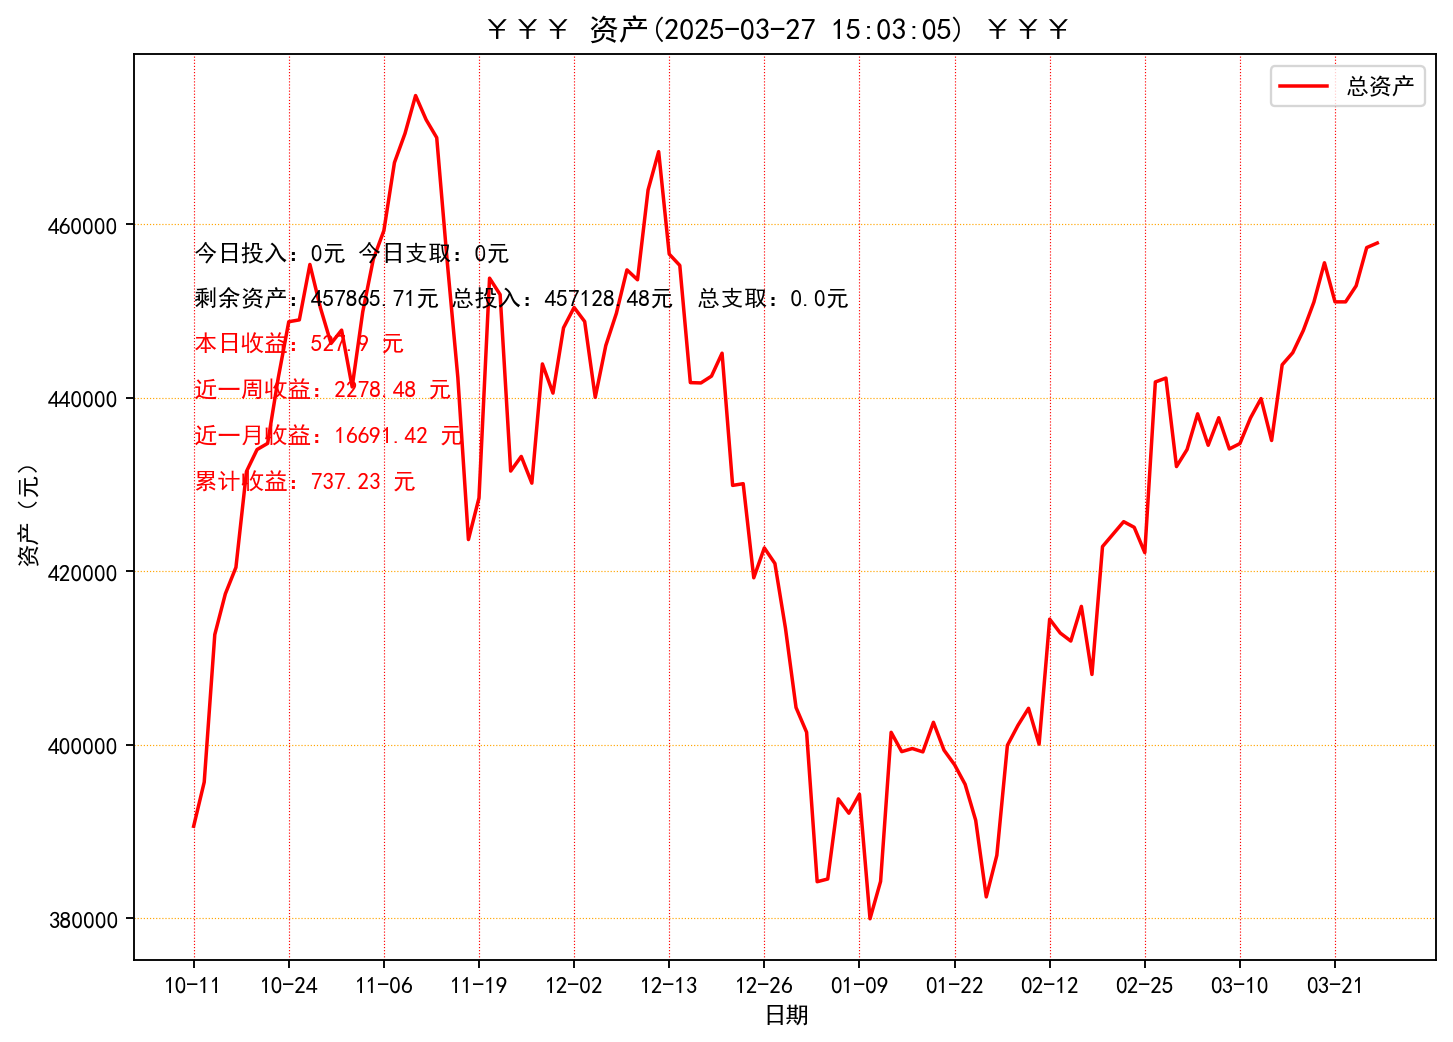 ￥￥￥ 资产(2025-03-27 15:03:05) ￥￥￥
总资产
今日投入：0元 今日支取：0元
剩余资产：457865.71元 总投入：457128.48元  总支取：0.0元
本日收益：527.9 元
近一周收益：2278.48 元
近一月收益：16691.42 元
累计收益：737.23 元
资产（元）
460000
440000
420000
400000
380000
10-11 10-24 11-06 11-19 12-02 12-13 12-26 01-09 01-22 02-12 02-25 03-10 03-21
日期